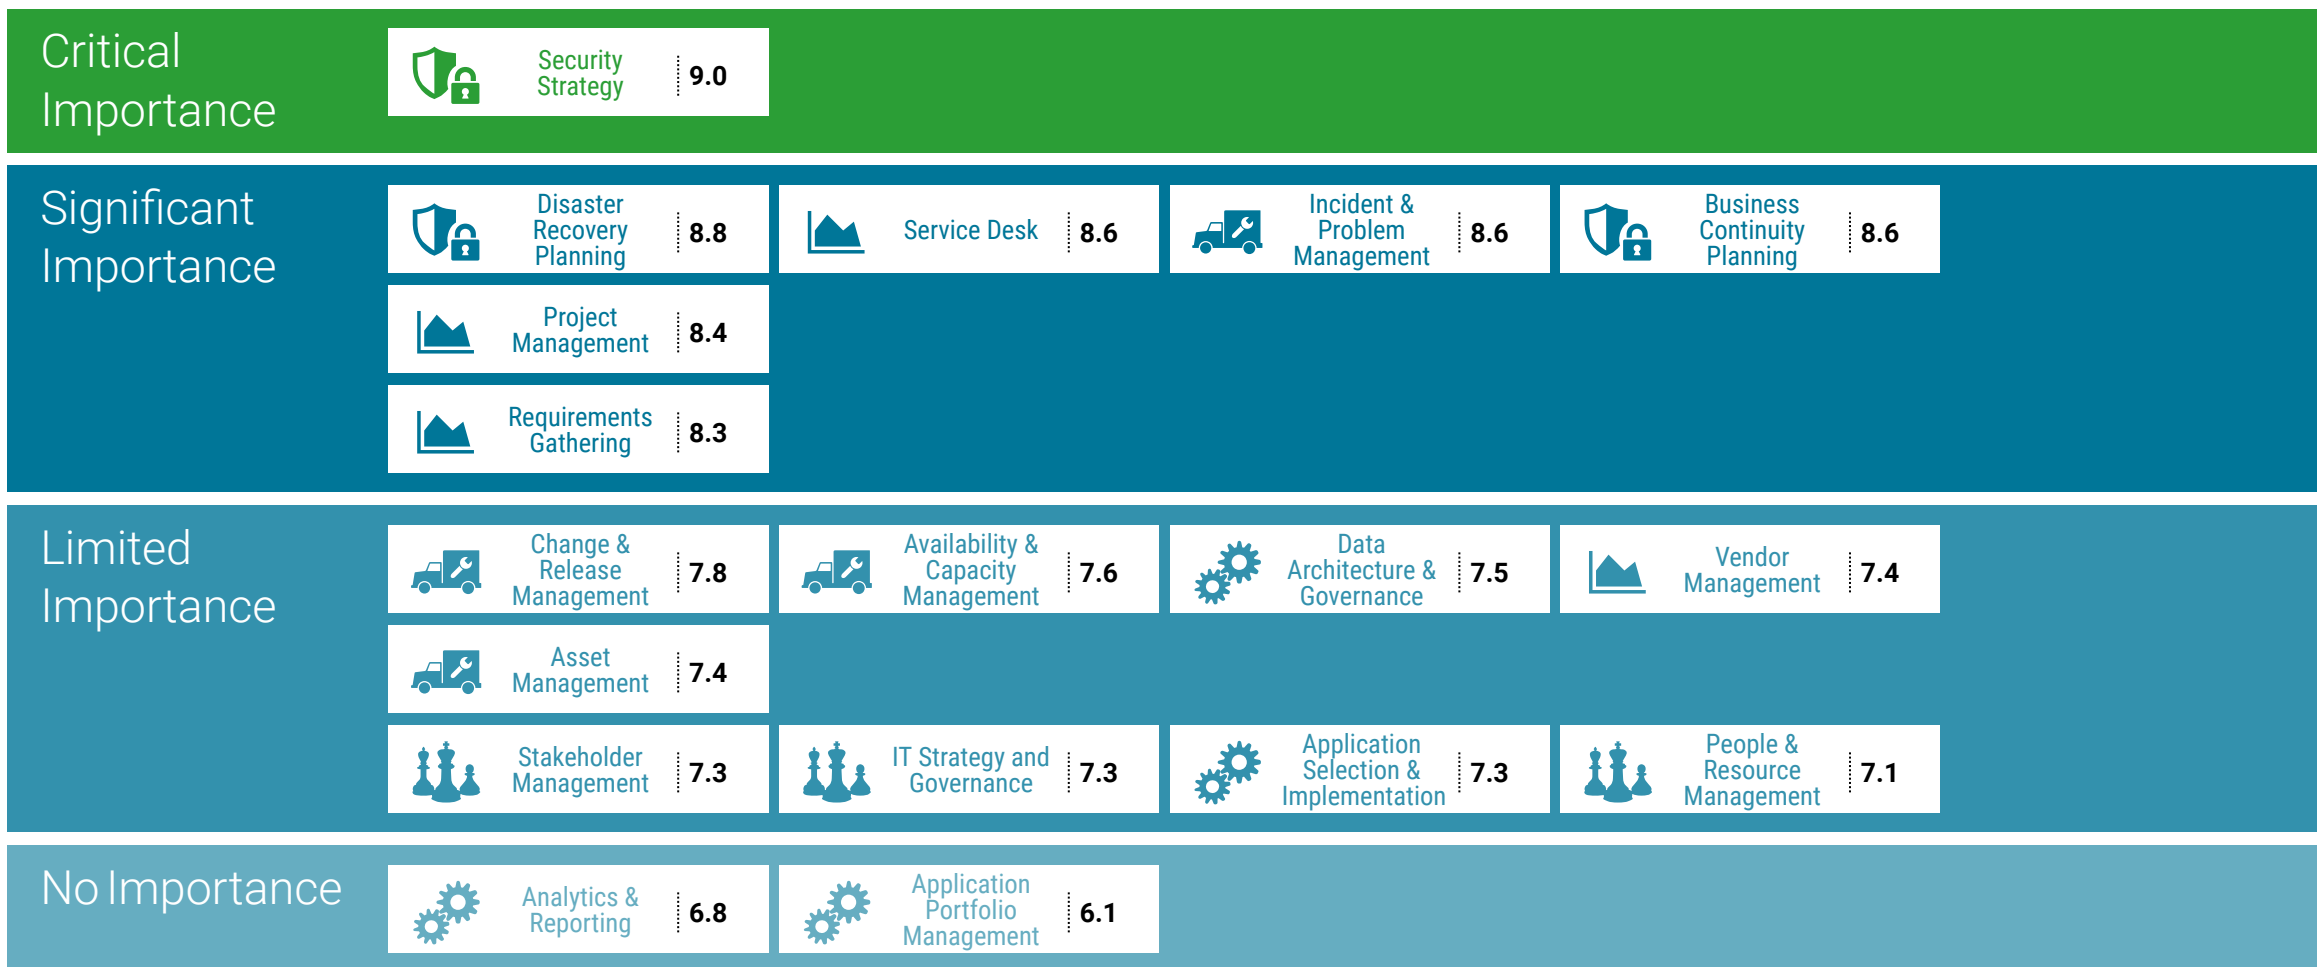 Critical
Importance
Security
Strategy
9.0
Significant
Importance
Disaster
Recovery
Planning
8.8
Service Desk
8.6
Incident &
Problem
Management
8.6
Business
Continuity
Planning
8.6
Project
Management
8.4
Requirements
Gathering
8.3
Limited
Importance
Change &
Release
Management
7.8
Availability &
Capacity
Management
7.6
Data
Architecture &
Governance
7.5
Vendor
Management
7.4
Asset
Management
7.4
Stakeholder
Management
7.3
IT Strategy and
Governance
7.3
Application
Selection &
Implementation
7.3
People &
Resource
Management
7.1
No Importance
Analytics &
Reporting
6.8
Application
Portfolio
Management
6.1